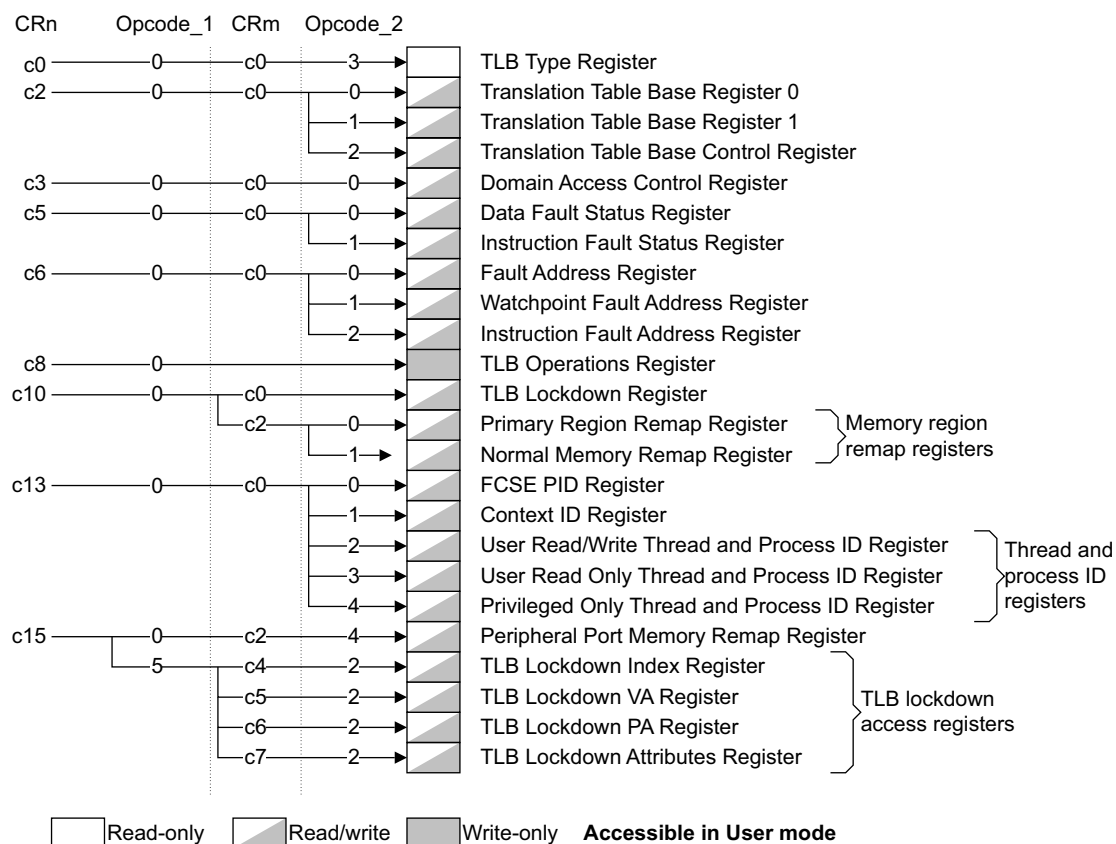 CRn Opcode_1 CRm Opcode_2
c0 0 c0 3 TLB Type Register
c2 0 c0 0 Translation Table Base Register 0
1 Translation Table Base Register 1
2 Translation Table Base Control Register
c3 0 c0 0 Domain Access Control Register
c5 0 c0 0 Data Fault Status Register
1 Instruction Fault Status Register
c6 0 c0 0 Fault Address Register
1 Watchpoint Fault Address Register
2 Instruction Fault Address Register
c8 0 TLB Operations Register
c10 0 c0 TLB Lockdown Register
c2 0 Primary Region Remap Register
1 Normal Memory Remap Register
Memory region
remap registers
c13 0 c0 0 FCSE PID Register
1 Context ID Register
2 User Read/Write Thread and Process ID Register
3 User Read Only Thread and Process ID Register
4 Privileged Only Thread and Process ID Register
Thread and
process ID
registers
c15 0 c2 4 Peripheral Port Memory Remap Register
5 c4 2 TLB Lockdown Index Register
c5 2 TLB Lockdown VA Register
c6 2 TLB Lockdown PA Register
c7 2 TLB Lockdown Attributes Register
TLB lockdown
access registers
Read-only Read/write Write-only Accessible in User mode